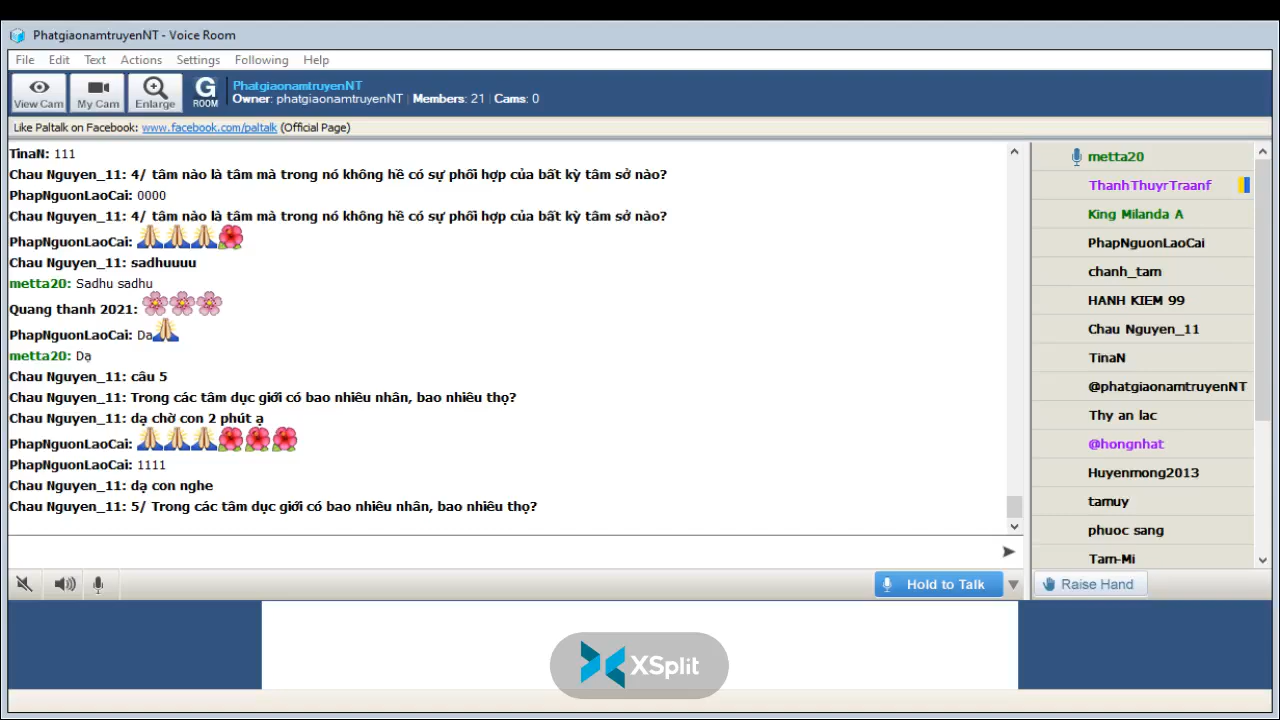 PhatgiaonamtruyenNT - Voice Room
File Edit Text Actions Settings Following Help
View Cam My Cam Enlarge G ROOM
PhatgiaonamtruyenNT
Owner: phatgiaonamtruyenNT | Members: 21 | Cams: 0
Like Paltalk on Facebook: www.facebook.com/paltalk (Official Page)
TinaN: 111
Chau Nguyen_11: 4/ tâm nào là tâm mà trong nó không hề có sự phối hợp của bất kỳ tâm sở nào?
PhapNguonLaoCai: 0000
Chau Nguyen_11: 4/ tâm nào là tâm mà trong nó không hề có sự phối hợp của bất kỳ tâm sở nào?
PhapNguonLaoCai:
Chau Nguyen_11: sadhuuuu
metta20: Sadhu sadhu
Quang thanh 2021:
PhapNguonLaoCai: Da
metta20: Dạ
Chau Nguyen_11: câu 5
Chau Nguyen_11: Trong các tâm dục giới có bao nhiêu nhân, bao nhiêu thọ?
Chau Nguyen_11: dạ chờ con 2 phút ạ
PhapNguonLaoCai:
PhapNguonLaoCai: 1111
Chau Nguyen_11: dạ con nghe
Chau Nguyen_11: 5/ Trong các tâm dục giới có bao nhiêu nhân, bao nhiêu thọ?
Hold to Talk
metta20
ThanhThuyrTraanf
King Milanda A
PhapNguonLaoCai
chanh_tam
HANH KIEM 99
Chau Nguyen_11
TinaN
@phatgiaonamtruyenNT
Thy an lac
@hongnhat
Huyenmong2013
tamuy
phuoc sang
Tam-Mi
Raise Hand
XSplit